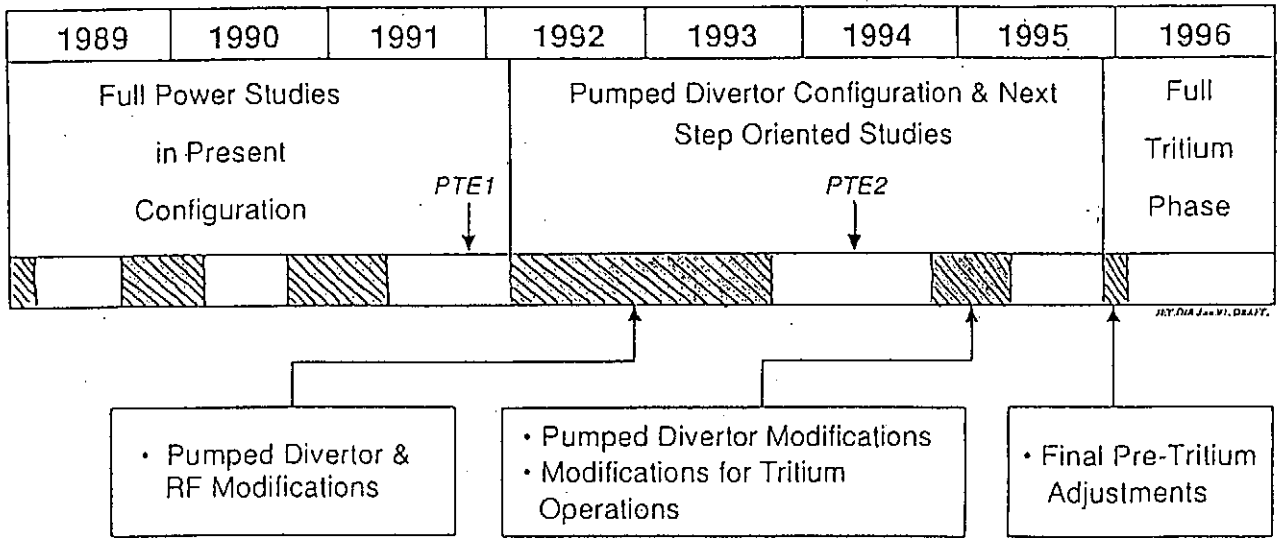 1989 1990 1991 1992 1993 1994 1995 1996
Full Power Studies
in Present
Configuration
PTE1
Pumped Divertor Configuration & Next
Step Oriented Studies
PTE2
Full
Tritium
Phase
• Pumped Divertor &
RF Modifications
• Pumped Divertor Modifications
• Modifications for Tritium
Operations
• Final Pre-Tritium
Adjustments